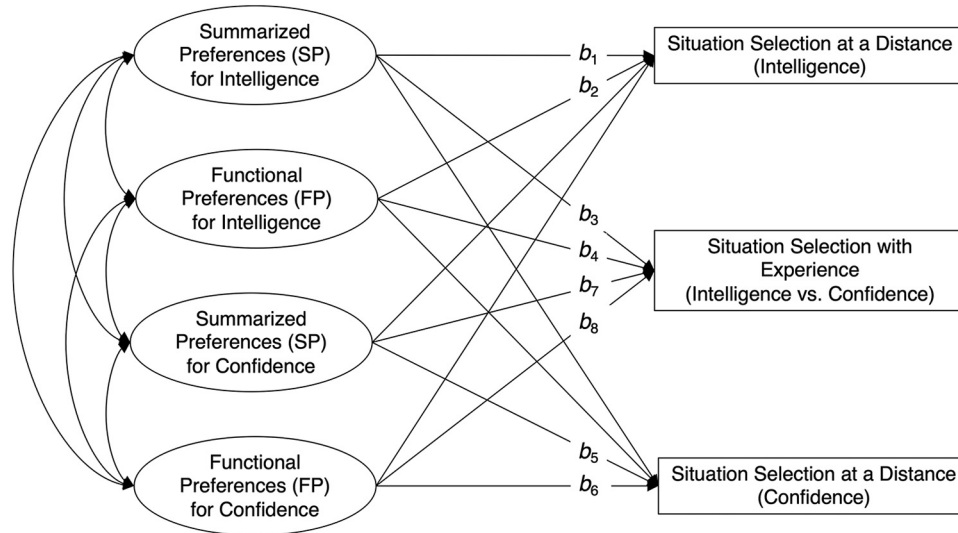 Summarized
Preferences (SP)
for Intelligence
Functional
Preferences (FP)
for Intelligence
Summarized
Preferences (SP)
for Confidence
Functional
Preferences (FP)
for Confidence
b1
b2
b3
b4
b7
b8
b5
b6
Situation Selection at a Distance
(Intelligence)
Situation Selection with
Experience
(Intelligence vs. Confidence)
Situation Selection at a Distance
(Confidence)